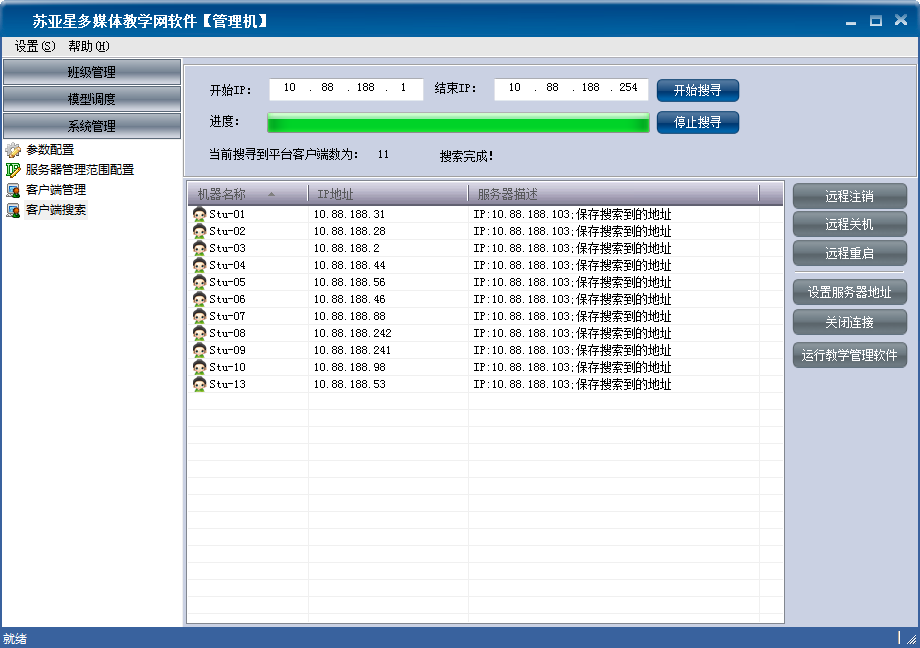 苏亚星多媒体教学网软件【管理机】
设置(S) 帮助(H)
班级管理
模型调度
系统管理
参数配置
服务器管理范围配置
客户端管理
客户端搜索
开始IP: 10 . 88 . 188 . 1 结束IP: 10 . 88 . 188 . 254 开始搜寻
进度: 停止搜寻
当前搜寻到平台客户端数为: 11 搜索完成!
机器名称 IP地址 服务器描述
Stu-01 10.88.188.31 IP:10.88.188.103;保存搜索到的地址
Stu-02 10.88.188.28 IP:10.88.188.103;保存搜索到的地址
Stu-03 10.88.188.2 IP:10.88.188.103;保存搜索到的地址
Stu-04 10.88.188.44 IP:10.88.188.103;保存搜索到的地址
Stu-05 10.88.188.56 IP:10.88.188.103;保存搜索到的地址
Stu-06 10.88.188.46 IP:10.88.188.103;保存搜索到的地址
Stu-07 10.88.188.88 IP:10.88.188.103;保存搜索到的地址
Stu-08 10.88.188.242 IP:10.88.188.103;保存搜索到的地址
Stu-09 10.88.188.241 IP:10.88.188.103;保存搜索到的地址
Stu-10 10.88.188.98 IP:10.88.188.103;保存搜索到的地址
Stu-13 10.88.188.53 IP:10.88.188.103;保存搜索到的地址
远程注销
远程关机
远程重启
设置服务器地址
关闭连接
运行教学管理软件
就绪